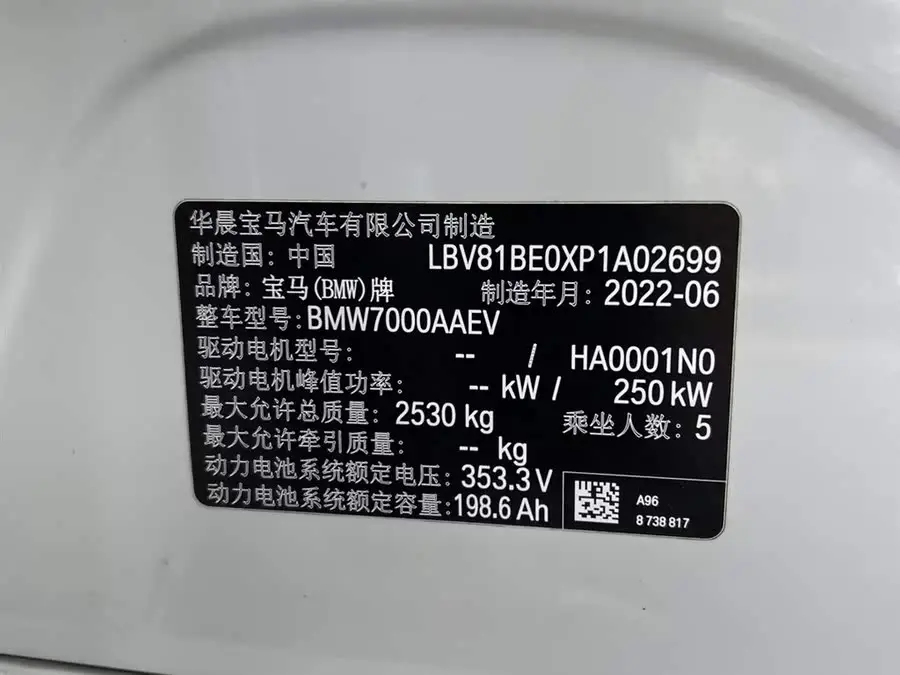 华晨宝马汽车有限公司制造
制造国: 中国 LBV81BE0XP1A02699
品牌: 宝马(BMW)牌 制造年月: 2022-06
整车型号: BMW7000AAEV
驱动电机型号: -- / HA0001N0
驱动电机峰值功率: -- kW / 250 kW
最大允许总质量: 2530 kg 乘坐人数: 5
最大允许牵引质量: -- kg
动力电池系统额定电压: 353.3 V
动力电池系统额定容量: 198.6 Ah
A96
8 738 817